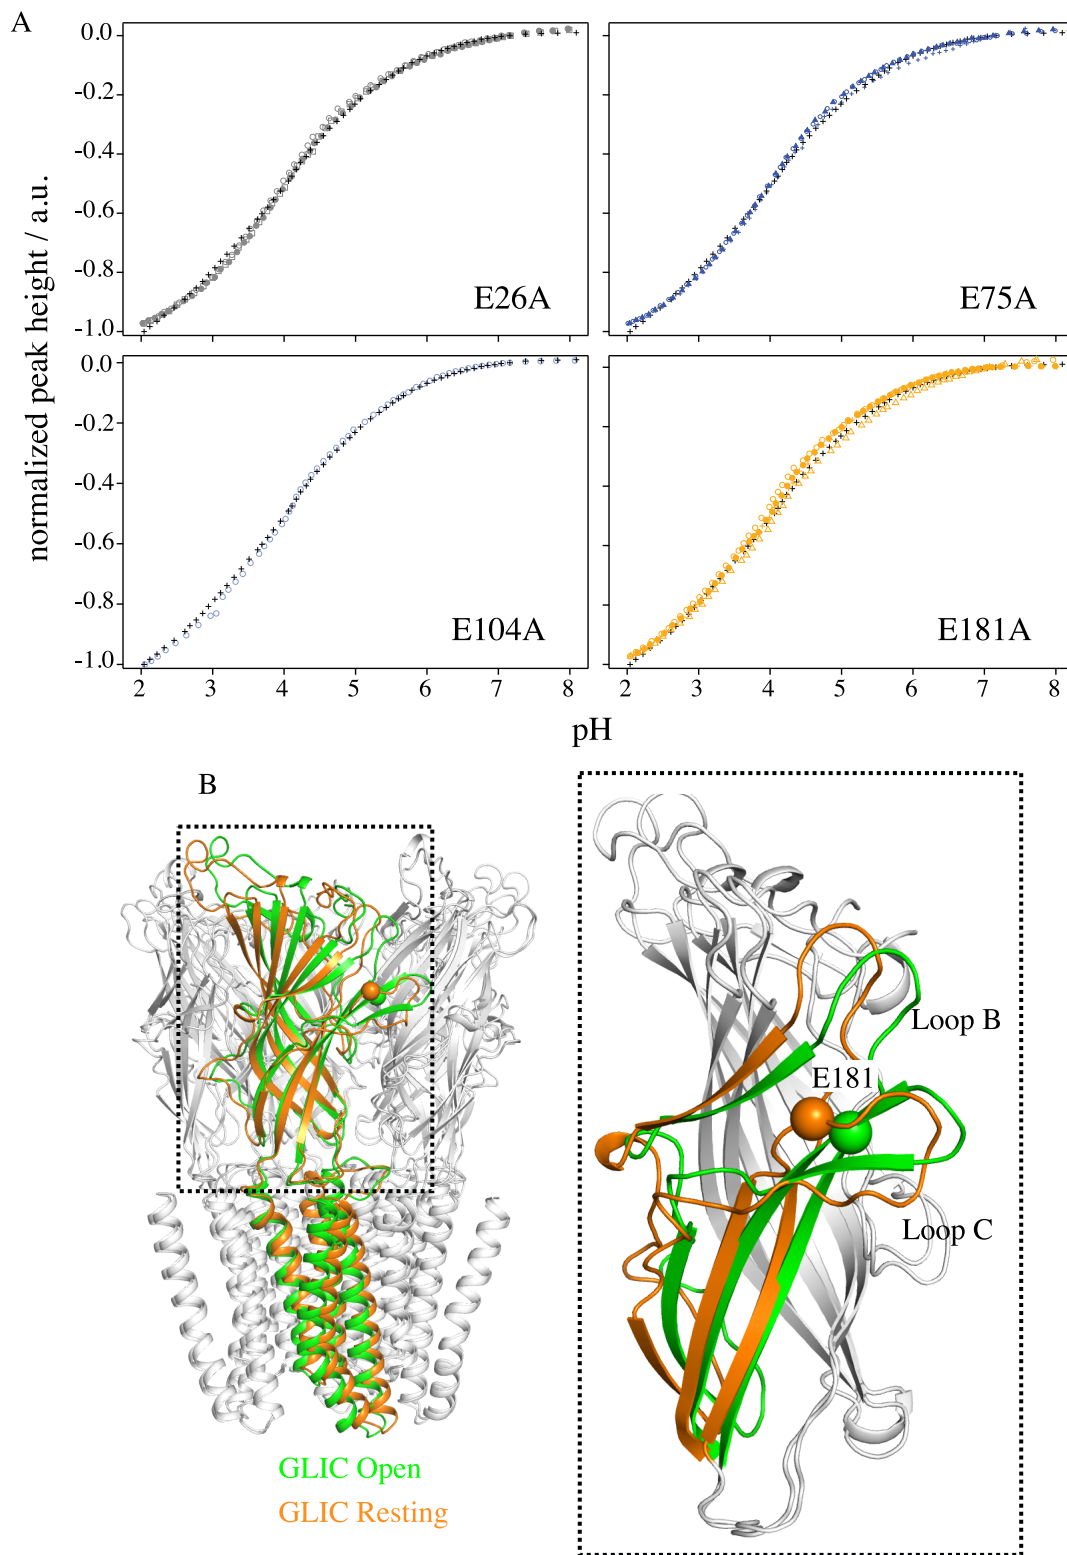 A
normalized peak height / a.u.
0.0
-0.2
-0.4
-0.6
-0.8
-1.0
E26A
E75A
0.0
-0.2
-0.4
-0.6
-0.8
-1.0
E104A
E181A
2 3 4 5 6 7 8 2 3 4 5 6 7 8
pH
B
Loop B
E181
Loop C
GLIC Open
GLIC Resting